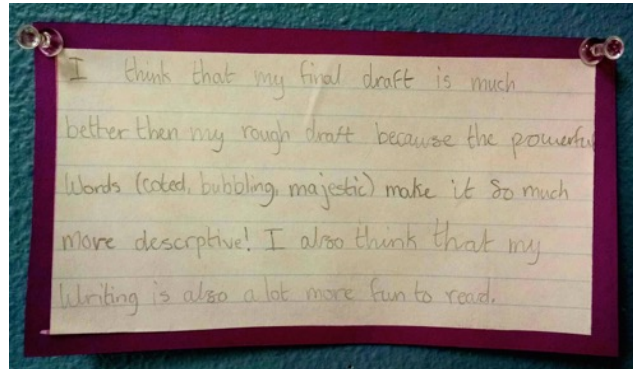 I think that my final draft is much
better then my rough draft because the powerful
Words (coted, bubbling, majestic) make it so much
more descrptive! I also think that my
Writing is also a lot more fun to read.